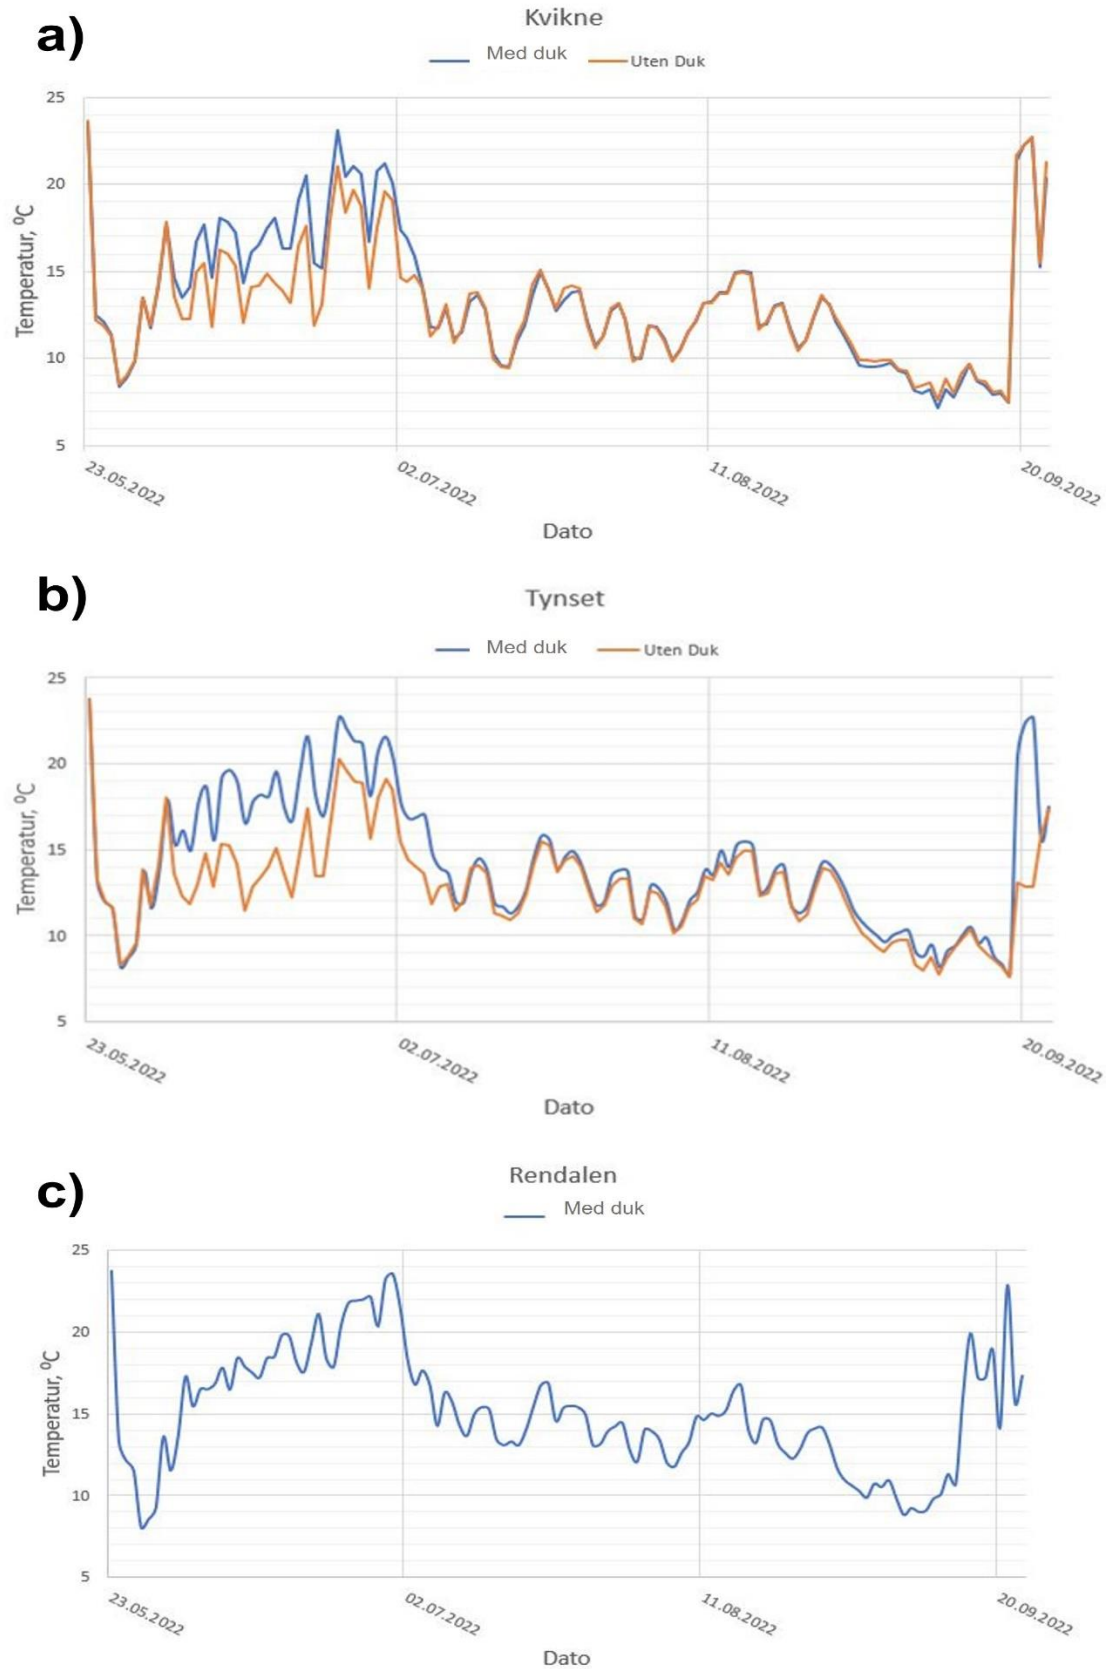 a)
Kvikne
Med duk
Uten Duk
25
20
15
10
5
Temperatur, ⁰C
23.05.2022
02.07.2022
11.08.2022
20.09.2022
Dato
b)
Tynset
Med duk
Uten Duk
25
20
15
10
5
Temperatur, ⁰C
23.05.2022
02.07.2022
11.08.2022
20.09.2022
Dato
c)
Rendalen
Med duk
25
20
15
10
5
Temperatur, ⁰C
23.05.2022
02.07.2022
11.08.2022
20.09.2022
Dato